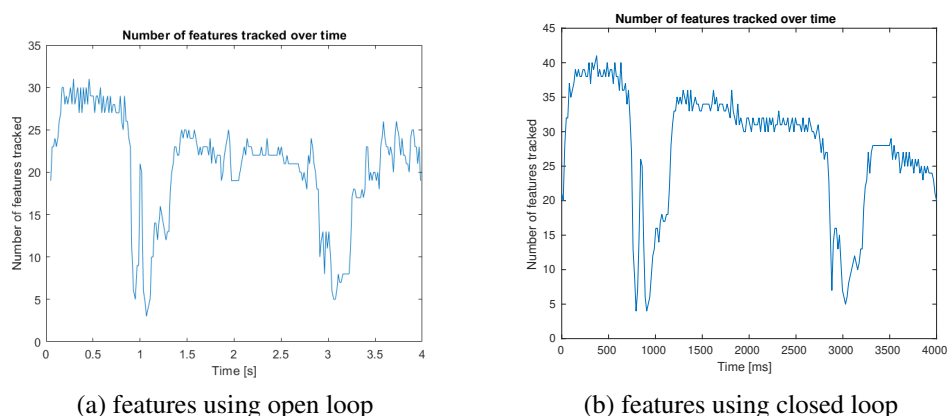 Number of features tracked over time
35
30
25
20
15
10
5
0
Number of features tracked
0 0.5 1 1.5 2 2.5 3 3.5 4
Time [s]
(a) features using open loop
Number of features tracked over time
45
40
35
30
25
20
15
10
5
0
Number of features tracked
0 500 1000 1500 2000 2500 3000 3500 4000
Time [ms]
(b) features using closed loop